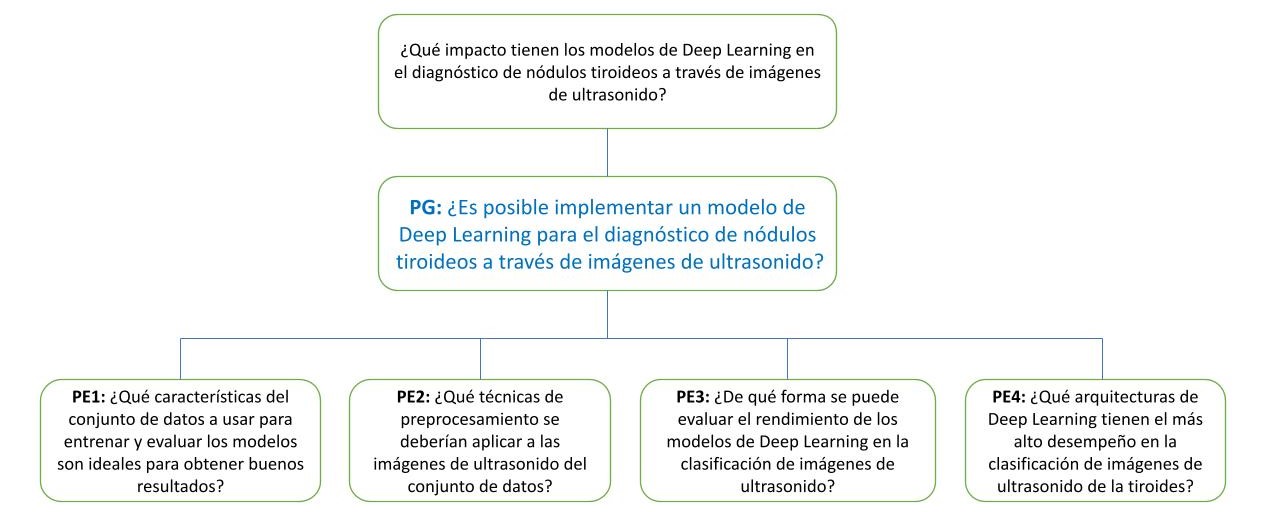 ¿Qué impacto tienen los modelos de Deep Learning en
el diagnóstico de nódulos tiroideos a través de imágenes
de ultrasonido?
PG: ¿Es posible implementar un modelo de
Deep Learning para el diagnóstico de nódulos
tiroideos a través de imágenes de ultrasonido?
PE1: ¿Qué características del
conjunto de datos a usar para
entrenar y evaluar los modelos
son ideales para obtener buenos
resultados?
PE2: ¿Qué técnicas de
preprocesamiento se
deberían aplicar a las
imágenes de ultrasonido del
conjunto de datos?
PE3: ¿De qué forma se puede
evaluar el rendimiento de los
modelos de Deep Learning en la
clasificación de imágenes de
ultrasonido?
PE4: ¿Qué arquitecturas de
Deep Learning tienen el más
alto desempeño en la
clasificación de imágenes de
ultrasonido de la tiroides?